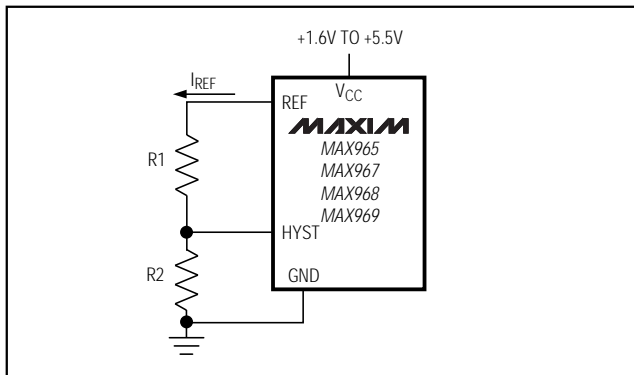 +1.6V TO +5.5V
IREF
REF
VCC
MAXIM
R1
MAX965
MAX967
MAX968
MAX969
HYST
R2
GND